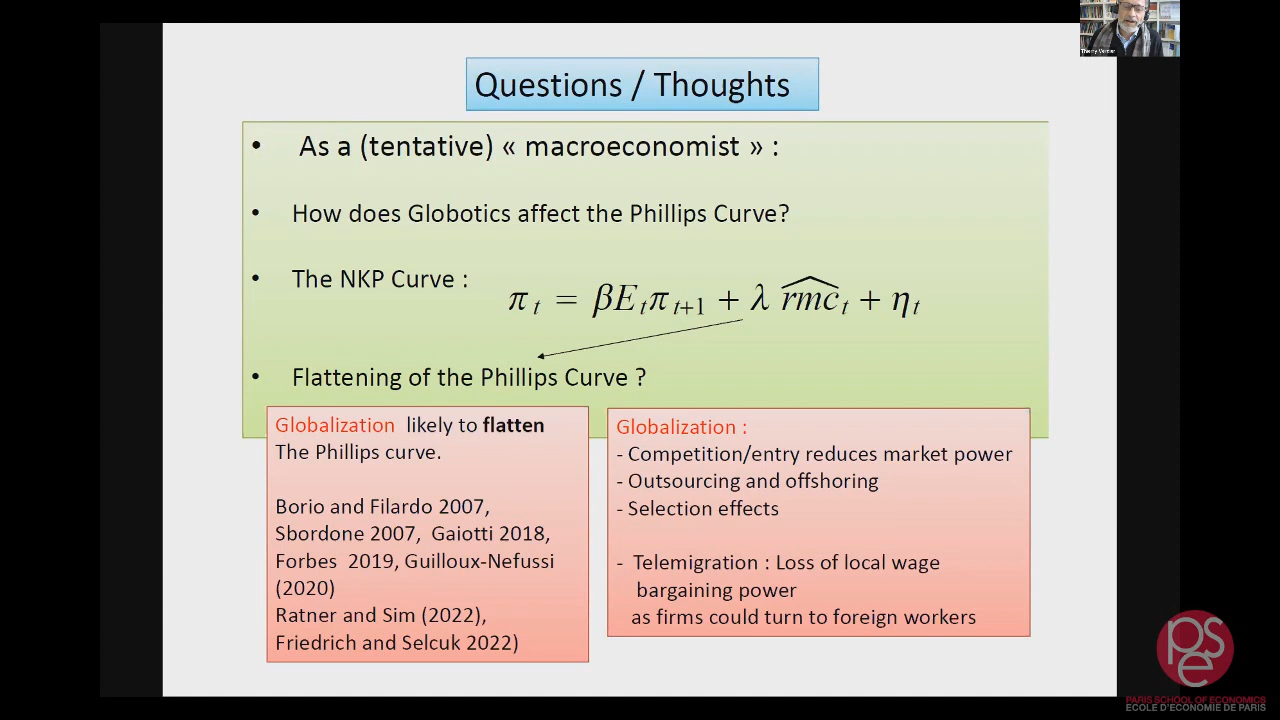 Thierry Verdier
Questions / Thoughts
• As a (tentative) « macroeconomist » :
• How does Globotics affect the Phillips Curve?
• The NKP Curve :
π t = βE t π t+1 + λ \widehat{rmc} t + η t
• Flattening of the Phillips Curve ?
Globalization likely to flatten
The Phillips curve.
Borio and Filardo 2007,
Sbordone 2007, Gaiotti 2018,
Forbes 2019, Guilloux-Nefussi
(2020)
Ratner and Sim (2022),
Friedrich and Selcuk 2022)
Globalization :
- Competition/entry reduces market power
- Outsourcing and offshoring
- Selection effects
- Telemigration : Loss of local wage
bargaining power
as firms could turn to foreign workers
pse
PARIS SCHOOL OF ECONOMICS
ECOLE D'ECONOMIE DE PARIS